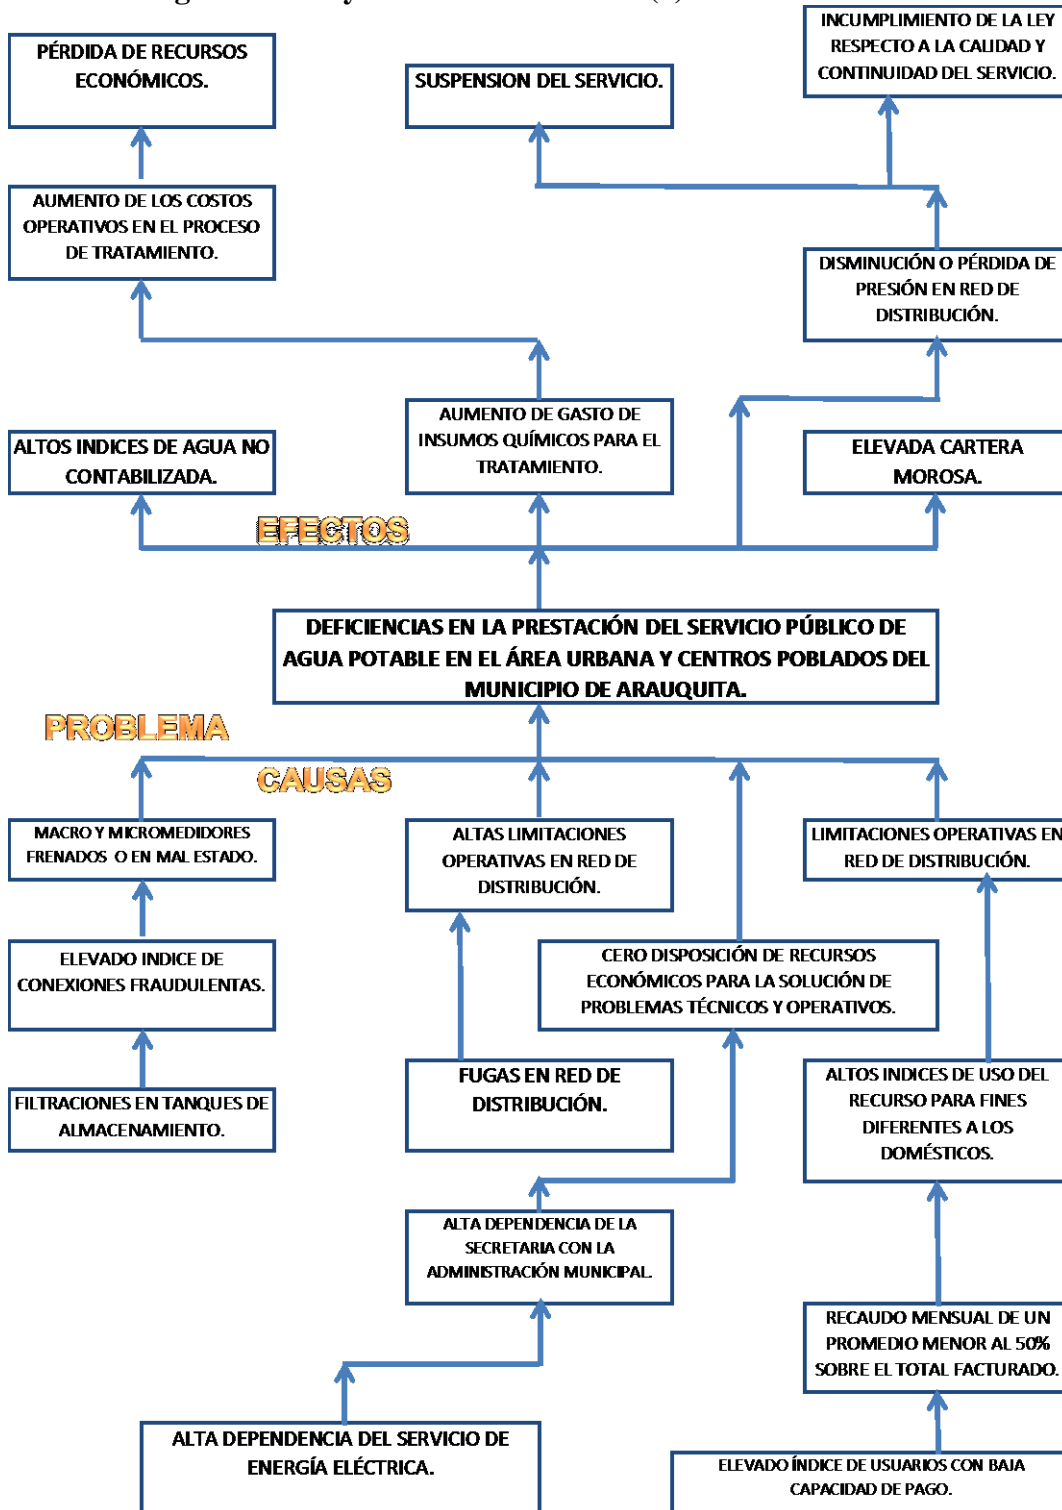 PÉRDIDA DE RECURSOS
ECONÓMICOS.
SUSPENSION DEL SERVICIO.
INCUMPLIMIENTO DE LA LEY
RESPECTO A LA CALIDAD Y
CONTINUIDAD DEL SERVICIO.
AUMENTO DE LOS COSTOS
OPERATIVOS EN EL PROCESO
DE TRATAMIENTO.
DISMINUCIÓN O PÉRDIDA DE
PRESIÓN EN RED DE
DISTRIBUCIÓN.
ALTOS INDICES DE AGUA NO
CONTABILIZADA.
AUMENTO DE GASTO DE
INSUMOS QUÍMICOS PARA EL
TRATAMIENTO.
ELEVADA CARTERA
MOROSA.
EFECTOS
DEFICIENCIAS EN LA PRESTACIÓN DEL SERVICIO PÚBLICO DE
AGUA POTABLE EN EL ÁREA URBANA Y CENTROS POBLADOS DEL
MUNICIPIO DE ARAUQUITA.
PROBLEMA
CAUSAS
MACRO Y MICROMEDIDORES
FRENADOS O EN MAL ESTADO.
ALTAS LIMITACIONES
OPERATIVAS EN RED DE
DISTRIBUCIÓN.
LIMITACIONES OPERATIVAS EN
RED DE DISTRIBUCIÓN.
ELEVADO INDICE DE
CONEXIONES FRAUDULENTAS.
CERO DISPOSICIÓN DE RECURSOS
ECONÓMICOS PARA LA SOLUCIÓN DE
PROBLEMAS TÉCNICOS Y OPERATIVOS.
FILTRACIONES EN TANQUES DE
ALMACENAMIENTO.
FUGAS EN RED DE
DISTRIBUCIÓN.
ALTOS INDICES DE USO DEL
RECURSO PARA FINES
DIFERENTES A LOS
DOMÉSTICOS.
ALTA DEPENDENCIA DE LA
SECRETARIA CON LA
ADMINISTRACIÓN MUNICIPAL.
RECAUDO MENSUAL DE UN
PROMEDIO MENOR AL 50%
SOBRE EL TOTAL FACTURADO.
ALTA DEPENDENCIA DEL SERVICIO DE
ENERGÍA ELÉCTRICA.
ELEVADO ÍNDICE DE USUARIOS CON BAJA
CAPACIDAD DE PAGO.